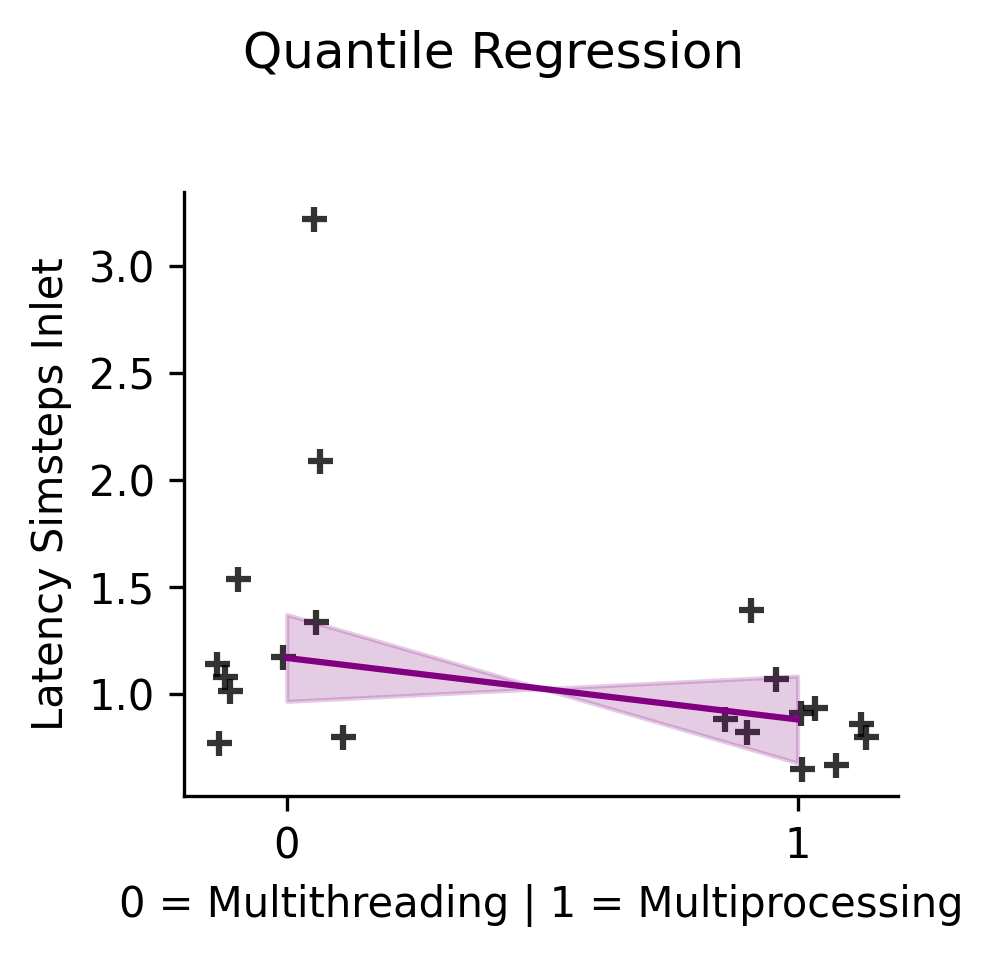 Quantile Regression
Latency Simsteps Inlet
3.0
2.5
2.0
1.5
1.0
0 1
0 = Multithreading | 1 = Multiprocessing